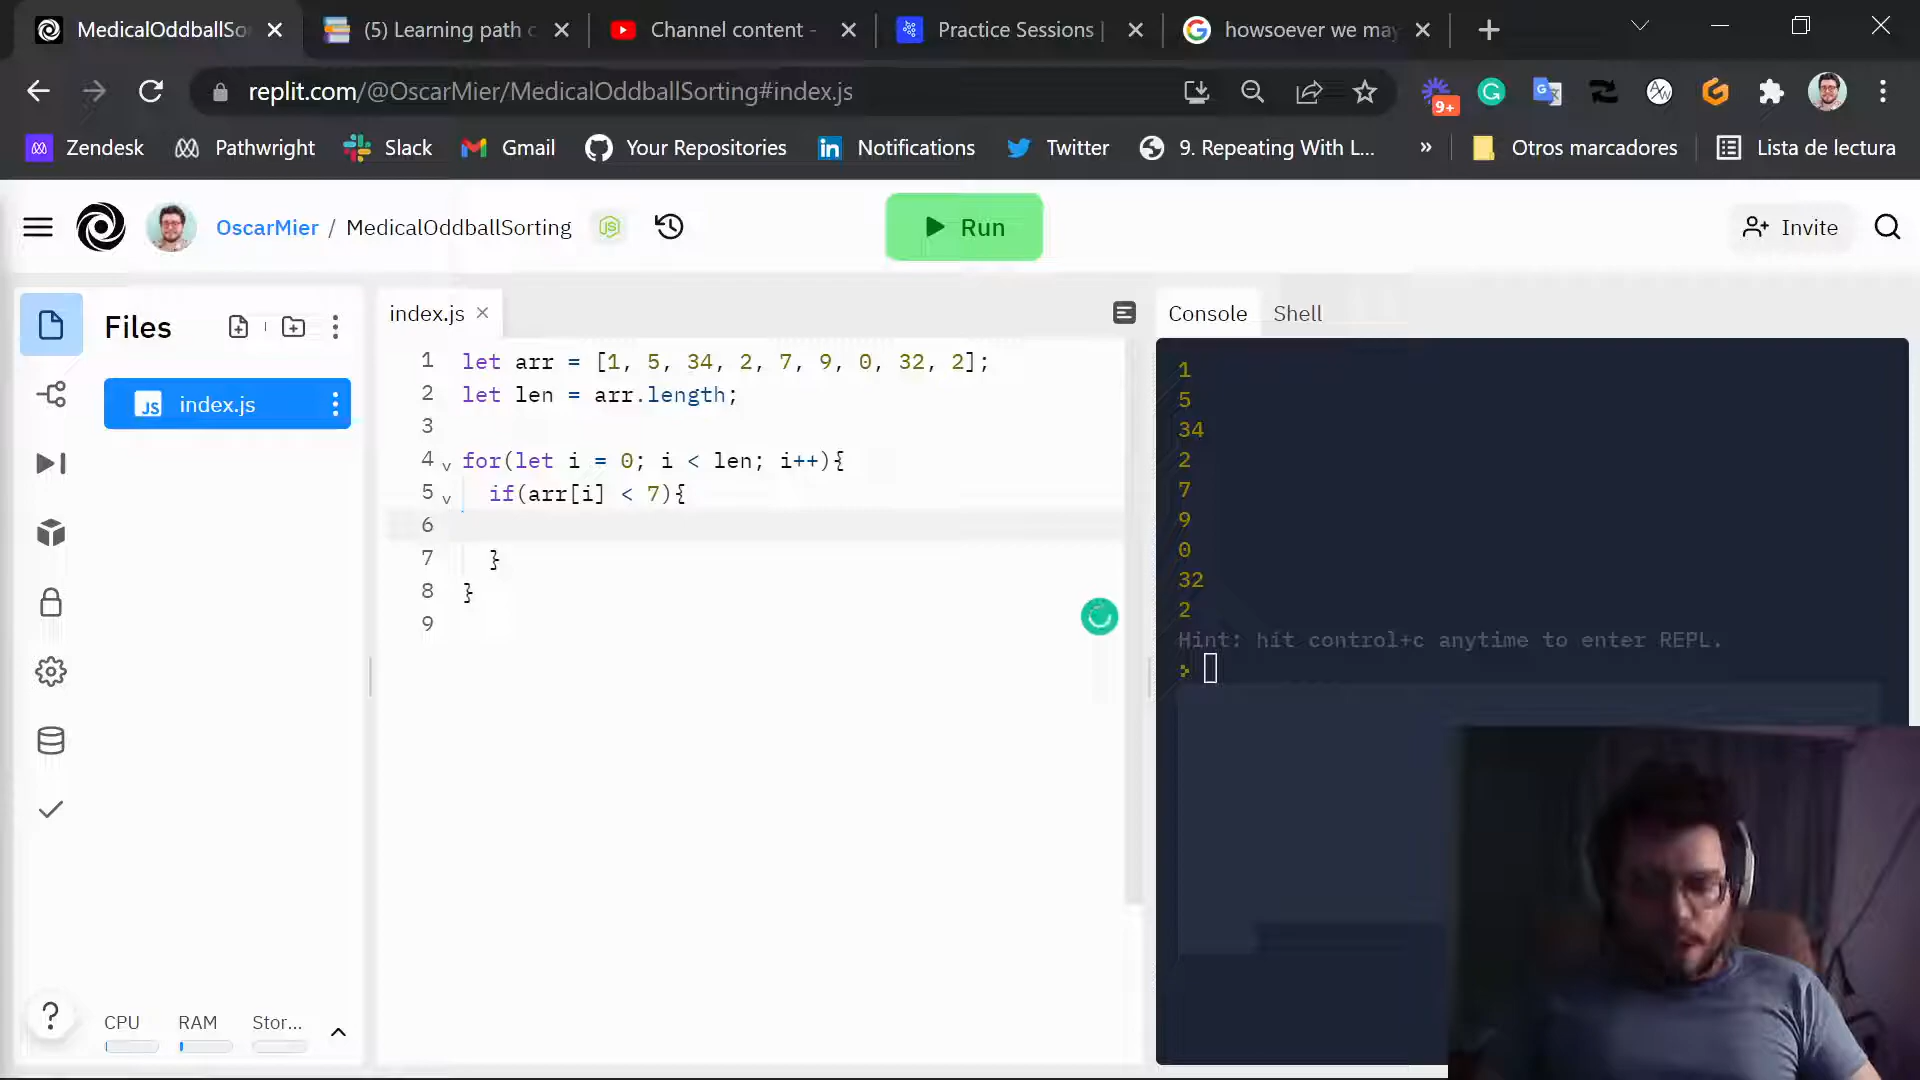 MedicalOddballSo
(5) Learning path c
Channel content -
Practice Sessions |
howsoever we may
replit.com/@OscarMier/MedicalOddballSorting#index.js
9+
Zendesk
Pathwright
Slack
Gmail
Your Repositories
Notifications
Twitter
9. Repeating With L...
»
Otros marcadores
Lista de lectura
OscarMier / MedicalOddballSorting
Run
Invite
Files
index.js
index.js
Console
Shell
1 let arr = [1, 5, 34, 2, 7, 9, 0, 32, 2];
2 let len = arr.length;
3
4 for(let i = 0; i < len; i++){
5 if(arr[i] < 7){
6
7 }
8 }
9
1
5
34
2
7
9
0
32
2
Hint: hit control+c anytime to enter REPL.
>
?
CPU
RAM
Stor...